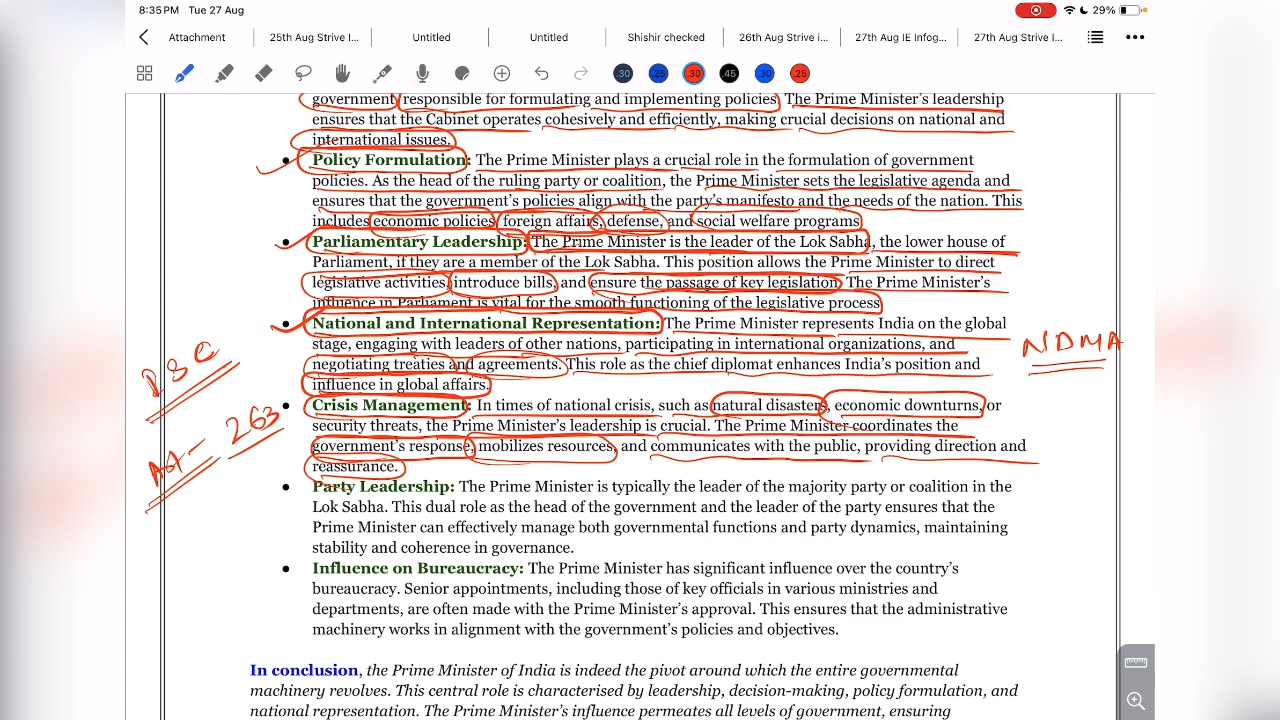 8:35 PM Tue 27 Aug
29%
Attachment
25th Aug Strive I...
Untitled
Untitled
Shishir checked
26th Aug Strive i...
27th Aug IE Infog...
27th Aug Strive I...
.30 .25 .30 .45 .30 .25
government responsible for formulating and implementing policies. The Prime Minister's leadership
ensures that the Cabinet operates cohesively and efficiently, making crucial decisions on national and
international issues.
• Policy Formulation: The Prime Minister plays a crucial role in the formulation of government
policies. As the head of the ruling party or coalition, the Prime Minister sets the legislative agenda and
ensures that the government's policies align with the party's manifesto and the needs of the nation. This
includes economic policies, foreign affairs, defense, and social welfare programs.
• Parliamentary Leadership: The Prime Minister is the leader of the Lok Sabha, the lower house of
Parliament, if they are a member of the Lok Sabha. This position allows the Prime Minister to direct
legislative activities, introduce bills, and ensure the passage of key legislation. The Prime Minister's
influence in Parliament is vital for the smooth functioning of the legislative process.
• National and International Representation: The Prime Minister represents India on the global
stage, engaging with leaders of other nations, participating in international organizations, and
negotiating treaties and agreements. This role as the chief diplomat enhances India's position and
influence in global affairs.
NDMA
• Crisis Management: In times of national crisis, such as natural disasters, economic downturns, or
security threats, the Prime Minister's leadership is crucial. The Prime Minister coordinates the
government's response, mobilizes resources, and communicates with the public, providing direction and
reassurance.
263
• Party Leadership: The Prime Minister is typically the leader of the majority party or coalition in the
Lok Sabha. This dual role as the head of the government and the leader of the party ensures that the
Prime Minister can effectively manage both governmental functions and party dynamics, maintaining
stability and coherence in governance.
• Influence on Bureaucracy: The Prime Minister has significant influence over the country's
bureaucracy. Senior appointments, including those of key officials in various ministries and
departments, are often made with the Prime Minister's approval. This ensures that the administrative
machinery works in alignment with the government's policies and objectives.
In conclusion, the Prime Minister of India is indeed the pivot around which the entire governmental
machinery revolves. This central role is characterised by leadership, decision-making, policy formulation, and
national representation. The Prime Minister's influence permeates all levels of government, ensuring